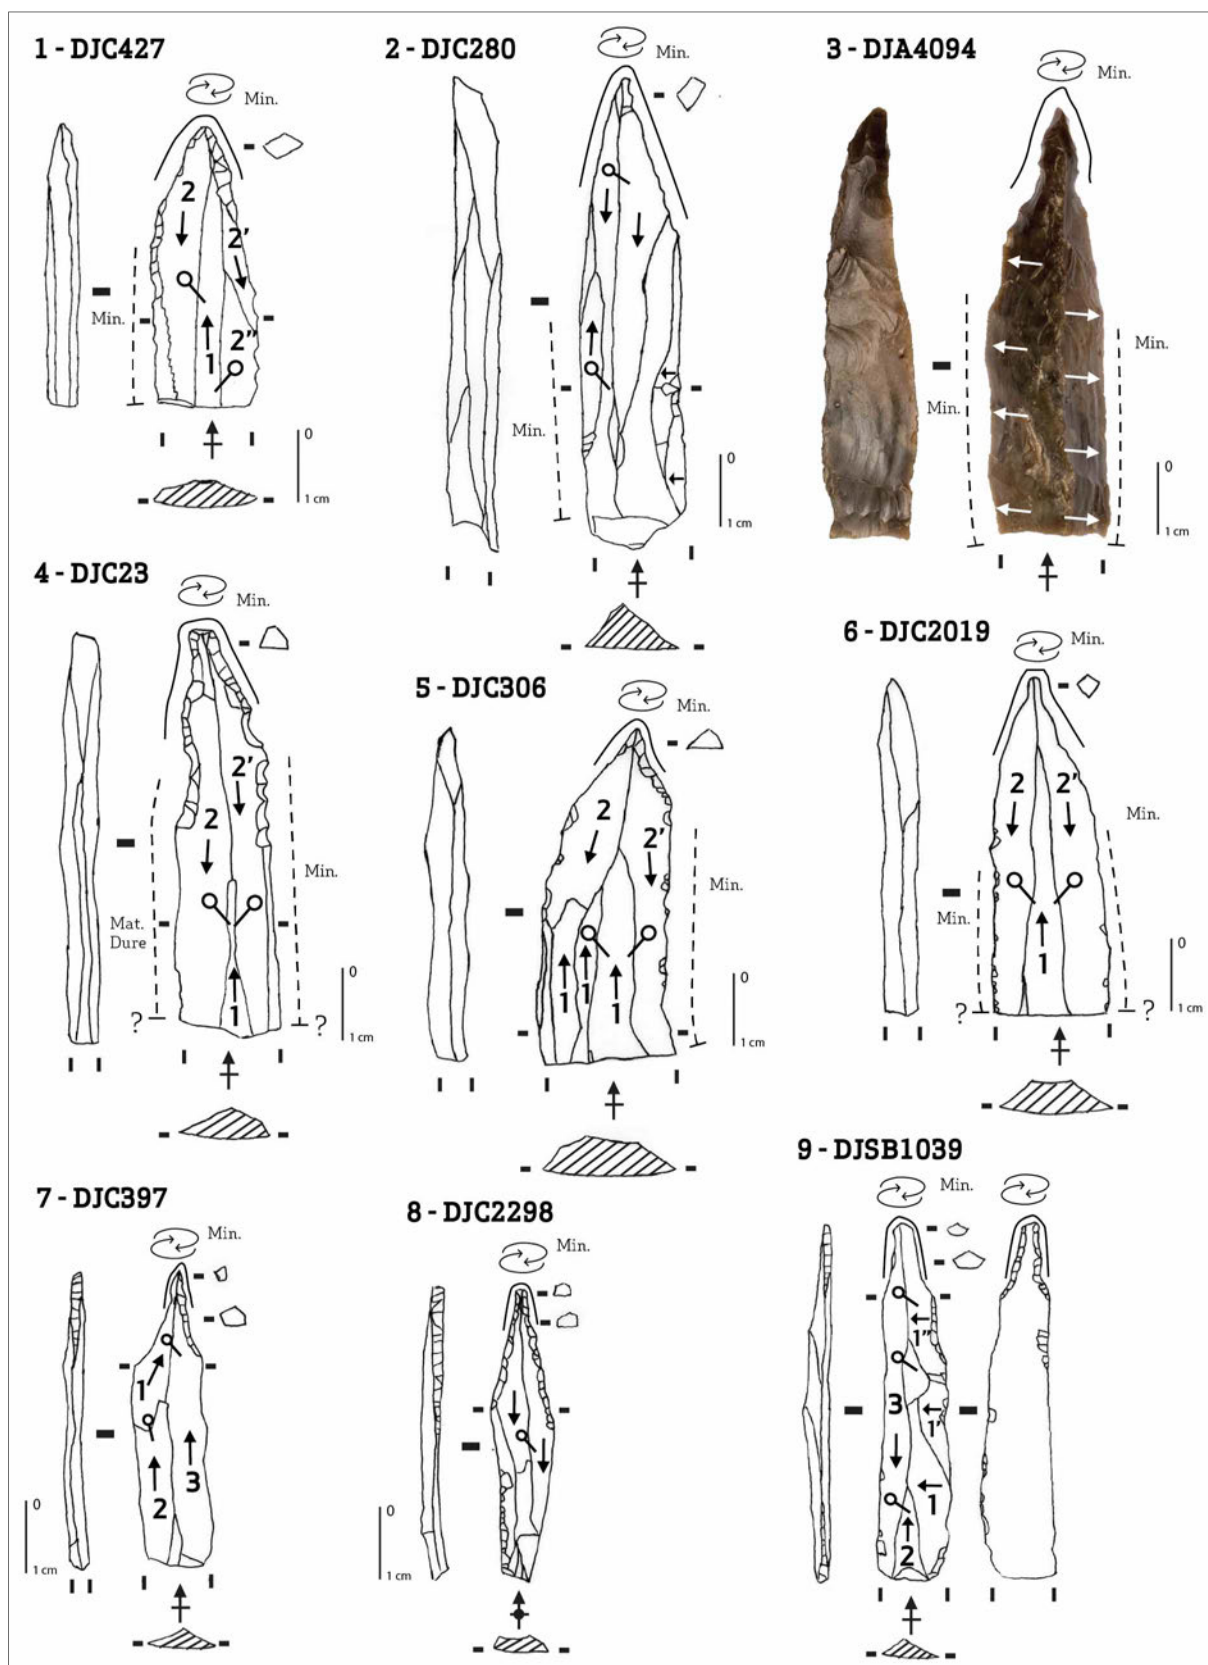 1 - DJC427
Min.
2
2'
Min.
1
2"
0
1 cm
2 - DJC280
Min.
Min.
0
1 cm
3 - DJA4094
Min.
Min.
Min.
0
1 cm
4 - DJC23
Min.
2'
2
Min.
Mat.
Dure
1
?
?
0
1 cm
5 - DJC306
Min.
2
2'
Min.
1
1
1
0
1 cm
6 - DJC2019
Min.
2
2'
Min.
Min.
1
?
?
0
1 cm
7 - DJC397
Min.
1
3
2
0
1 cm
8 - DJC2298
Min.
0
1 cm
9 - DJSB1039
Min.
1"
3
1'
1
2